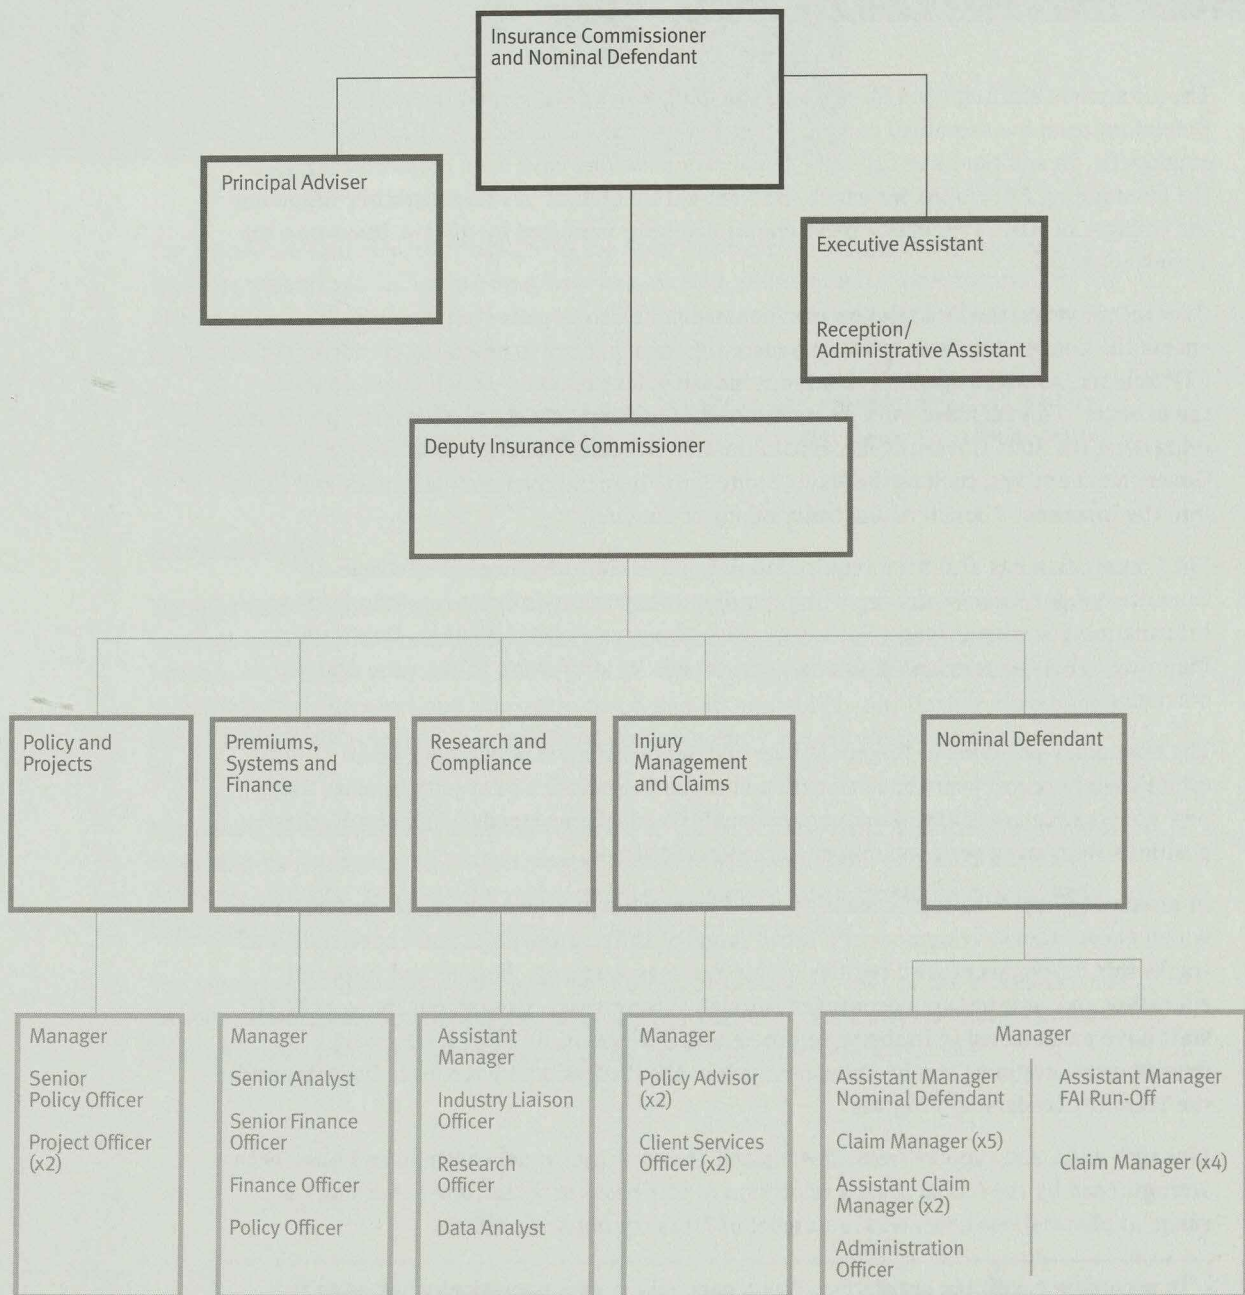 Insurance Commissioner
and Nominal Defendant
Principal Adviser
Executive Assistant
Reception/
Administrative Assistant
Deputy Insurance Commissioner
Policy and
Projects
Premiums,
Systems and
Finance
Research and
Compliance
Injury
Management
and Claims
Nominal Defendant
Manager
Senior
Policy Officer
Project Officer
(x2)
Manager
Senior Analyst
Senior Finance
Officer
Finance Officer
Policy Officer
Assistant
Manager
Industry Liaison
Officer
Research
Officer
Data Analyst
Manager
Policy Advisor
(x2)
Client Services
Officer (x2)
Manager
Assistant Manager
Nominal Defendant
Claim Manager (x5)
Assistant Claim
Manager (x2)
Administration
Officer
Assistant Manager
FAI Run-Off
Claim Manager (x4)